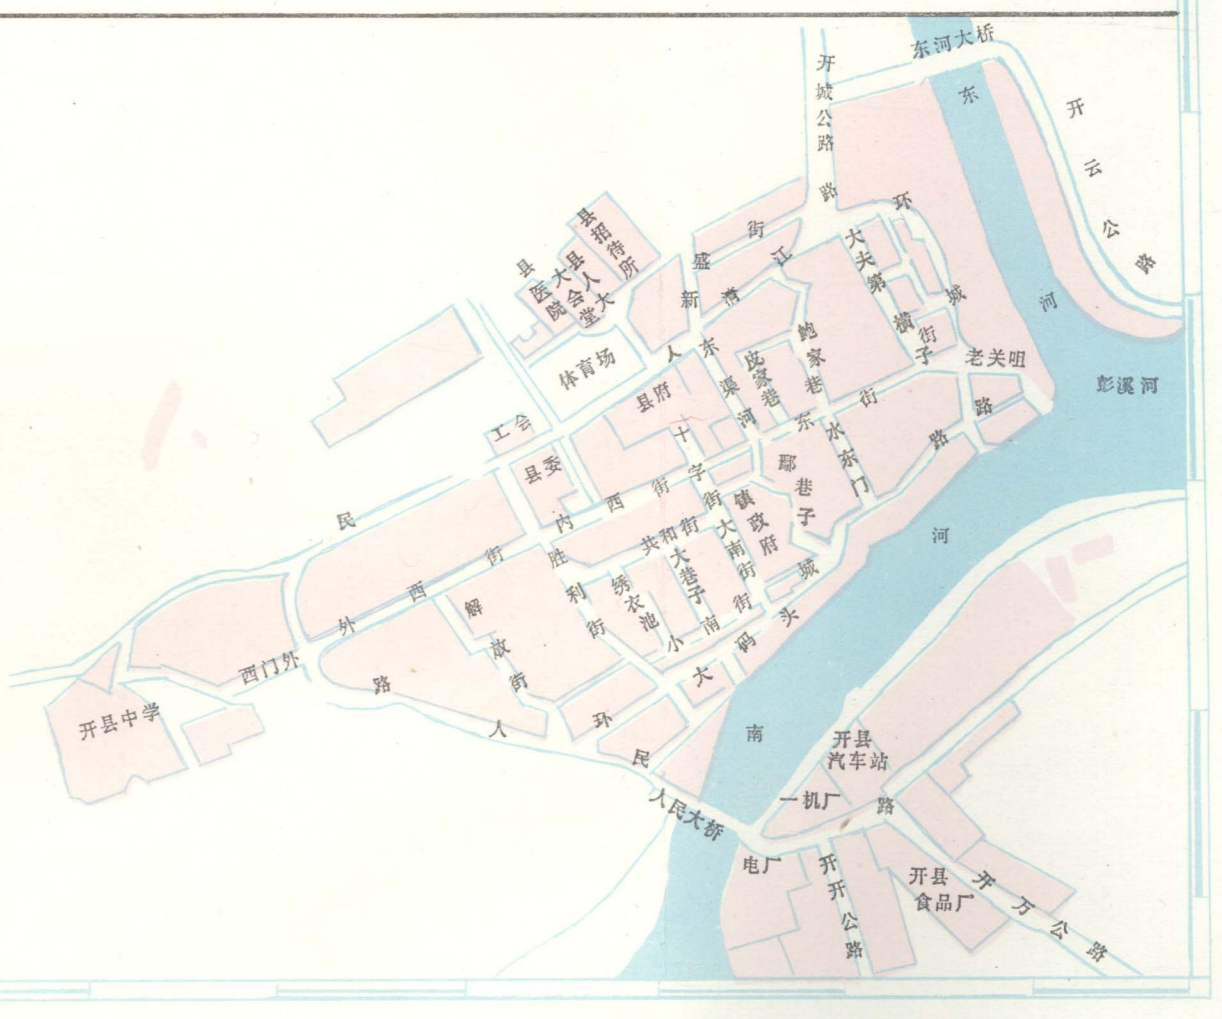 东河大桥
开城公路
东河
开云公路
彭溪河
环城路
新盛街
清江
县招待所
县人大会堂
县医院
体育场
大夫第
横街子
老关咀
鲍家巷
皮家巷
东渠河
县府
工会
县委
人民路
十字街
东水东门
东街
鄢巷子
内西街
外西街
共和街
镇政府
大南街
大巷子
绣衣池
胜利街
解放街
小南街
大码头
西门外
开县中学
环城路
人民路
人民大桥
南河
开县
汽车站
一机厂
电厂
开开公路
开县
食品厂
开万公路